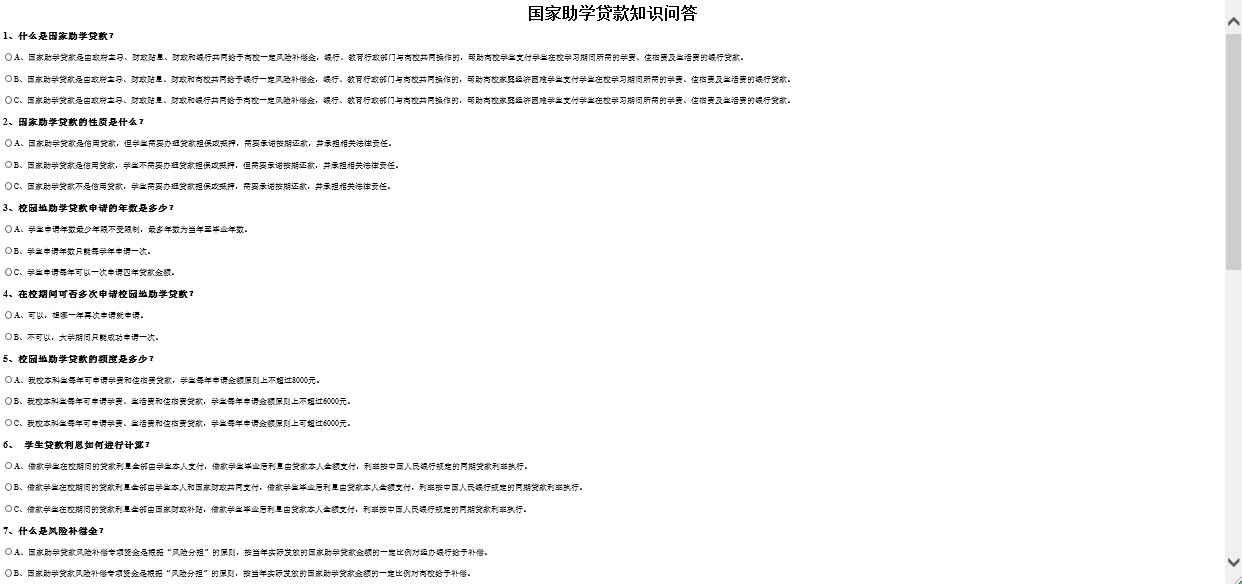 国家助学贷款知识问答
1、什么是国家助学贷款?
A、国家助学贷款是由政府主导、财政贴息、财政和银行共同给予高校一定风险补偿金，银行、教育行政部门与高校共同操作的，帮助高校学生支付学生在校学习期间所需的学费、住宿费及生活费的银行贷款。
B、国家助学贷款是由政府主导、财政贴息、财政和高校共同给予银行一定风险补偿金，银行、教育行政部门与高校共同操作的，帮助高校家庭经济困难学生支付学生在校学习期间所需的学费、住宿费及生活费的银行贷款。
C、国家助学贷款是由政府主导、财政贴息、财政和银行共同给予高校一定风险补偿金，银行、教育行政部门与高校共同操作的，帮助高校家庭经济困难学生支付学生在校学习期间所需的学费、住宿费及生活费的银行贷款。
2、国家助学贷款的性质是什么?
A、国家助学贷款是信用贷款，但学生需要办理贷款担保或抵押，需要承诺按期还款，并承担相关法律责任。
B、国家助学贷款是信用贷款，学生不需要办理贷款担保或抵押，但需要承诺按期还款，并承担相关法律责任。
C、国家助学贷款不是信用贷款，学生需要办理贷款担保或抵押，需要承诺按期还款，并承担相关法律责任。
3、校园地助学贷款申请的年数是多少?
A、学生申请年数最少年限不受限制，最多年数为当年至毕业年数。
B、学生申请年数只能每学年申请一次。
C、学生申请每年可以一次申请四年贷款金额。
4、在校期间可否多次申请校园地助学贷款?
A、可以，想哪一年再次申请就申请。
B、不可以，大学期间只能成功申请一次。
5、校园地助学贷款的额度是多少?
A、我校本科生每年可申请学费和住宿费贷款，学生每年申请金额原则上不超过8000元。
B、我校本科生每年可申请学费、生活费和住宿费贷款，学生每年申请金额原则上不超过6000元。
C、我校本科生每年可申请学费、生活费和住宿费贷款，学生每年申请金额原则上可超过6000元。
6、 学生贷款利息如何进行计算?
A、借款学生在校期间的贷款利息全部由学生本人支付，借款学生毕业后利息由贷款本人全额支付，利率按中国人民银行规定的同期贷款利率执行。
B、借款学生在校期间的贷款利息全部由学生本人和国家财政共同支付，借款学生毕业后利息由贷款本人全额支付，利率按中国人民银行规定的同期贷款利率执行。
C、借款学生在校期间的贷款利息全部由国家财政补贴，借款学生毕业后利息由贷款本人全额支付，利率按中国人民银行规定的同期贷款利率执行。
7、什么是风险补偿金?
A、国家助学贷款风险补偿专项资金是根据“风险分担”的原则，按当年实际发放的国家助学贷款金额的一定比例对经办银行给予补偿。
B、国家助学贷款风险补偿专项资金是根据“风险分担”的原则，按当年实际发放的国家助学贷款金额的一定比例对高校给予补偿。